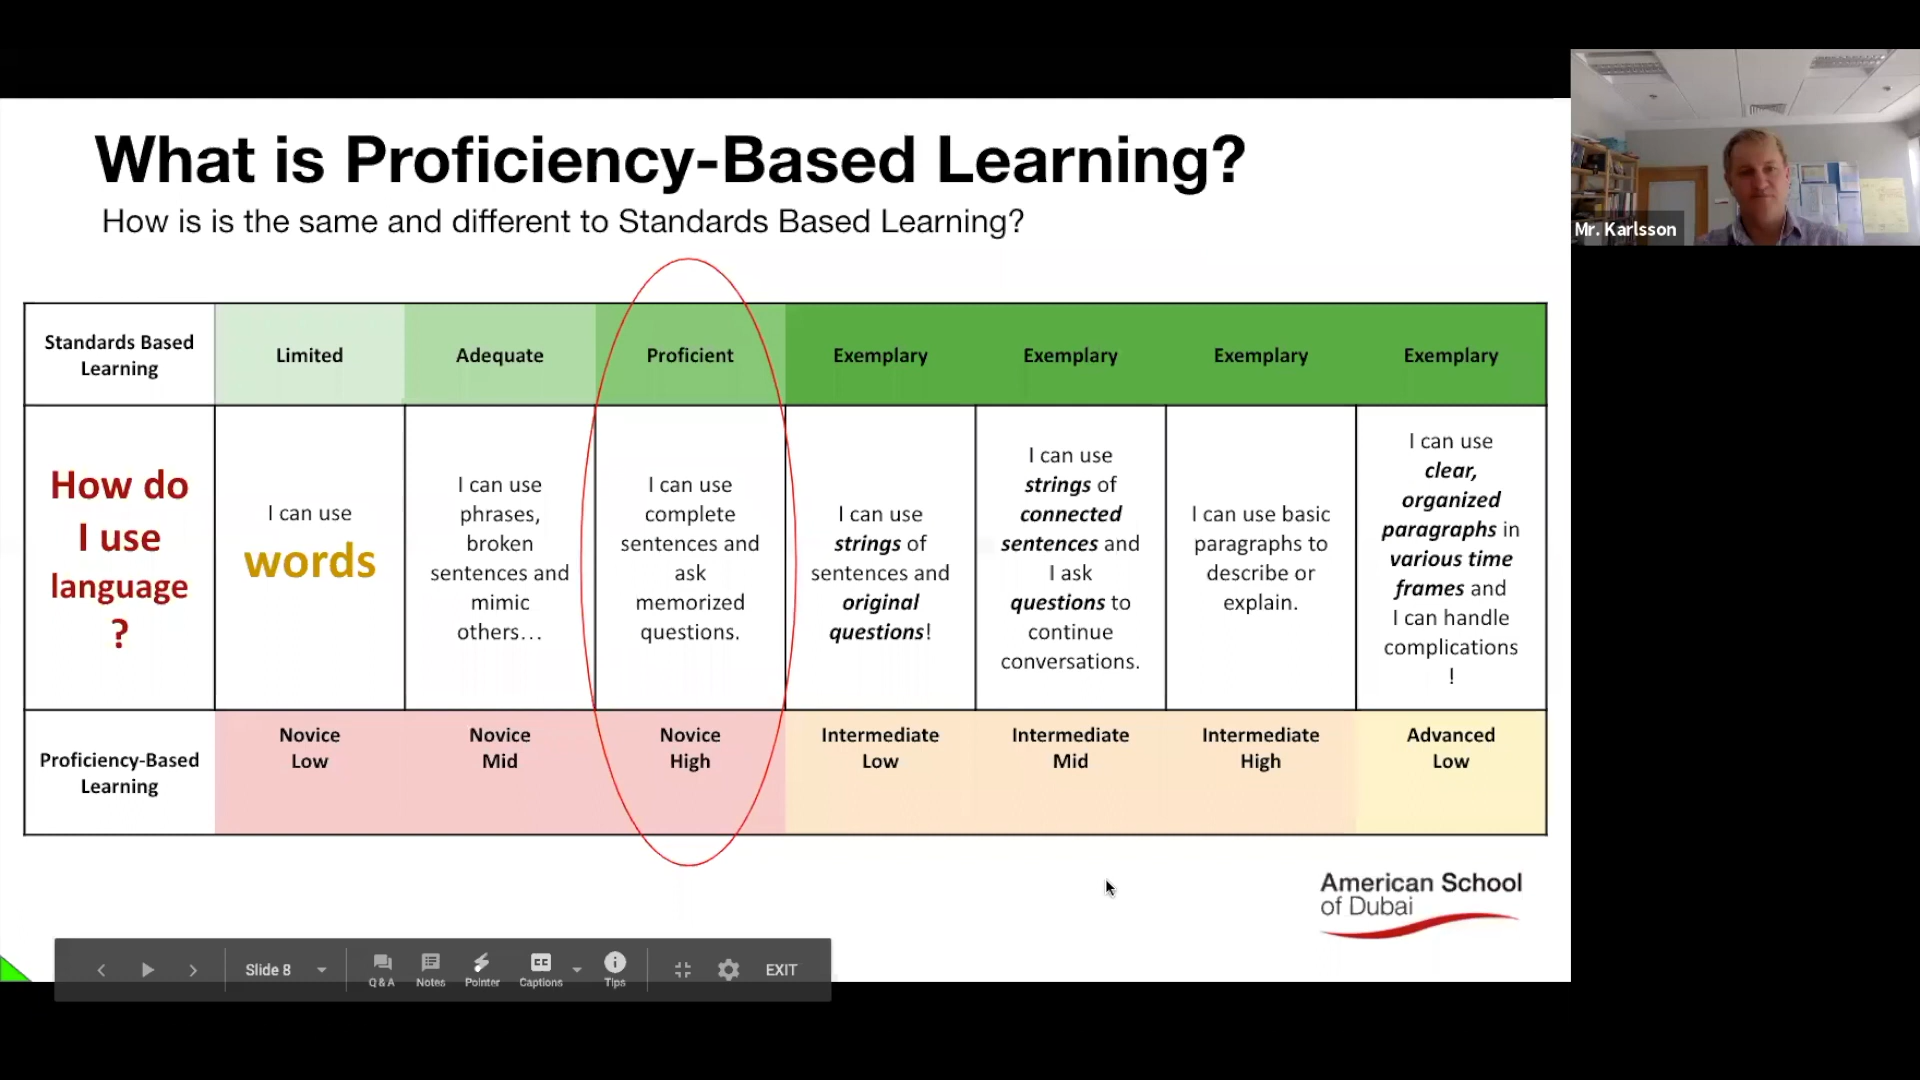 What is Proficiency-Based Learning?
How is is the same and different to Standards Based Learning?
Mr. Karlsson
Standards Based
Learning
Limited
Adequate
Proficient
Exemplary
Exemplary
Exemplary
Exemplary
How do
I use
language
?
I can use
words
I can use
phrases,
broken
sentences and
mimic
others…
I can use
complete
sentences and
ask
memorized
questions.
I can use
strings of
sentences and
original
questions!
I can use
strings of
connected
sentences and
I ask
questions to
continue
conversations.
I can use basic
paragraphs to
describe or
explain.
I can use
clear,
organized
paragraphs in
various time
frames and
I can handle
complications
!
Proficiency-Based
Learning
Novice
Low
Novice
Mid
Novice
High
Intermediate
Low
Intermediate
Mid
Intermediate
High
Advanced
Low
American School
of Dubai
Slide 8
Q & A
Notes
Pointer
CC
Captions
Tips
EXIT